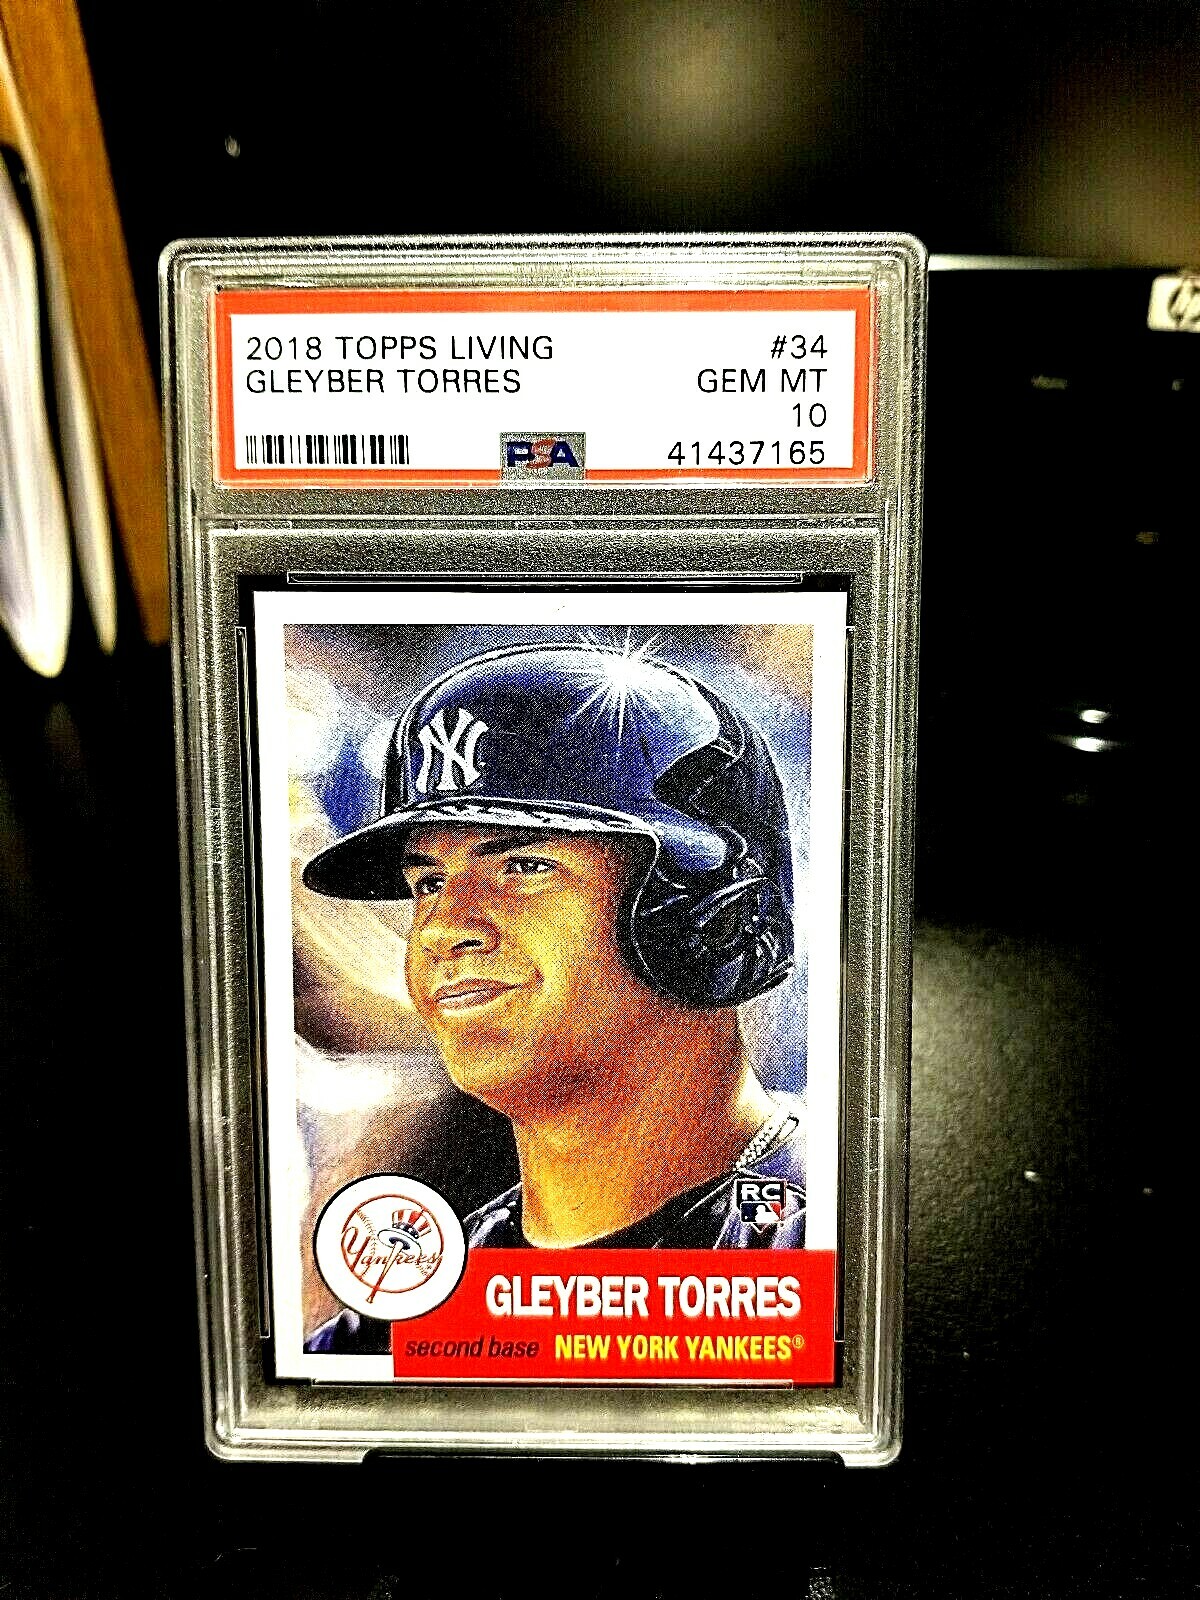 2018 TOPPS LIVING #34
GLEYBER TORRES GEM MT
10
PSA 41437165
NY
RC
Yankees
GLEYBER TORRES
second base NEW YORK YANKEES®
hp